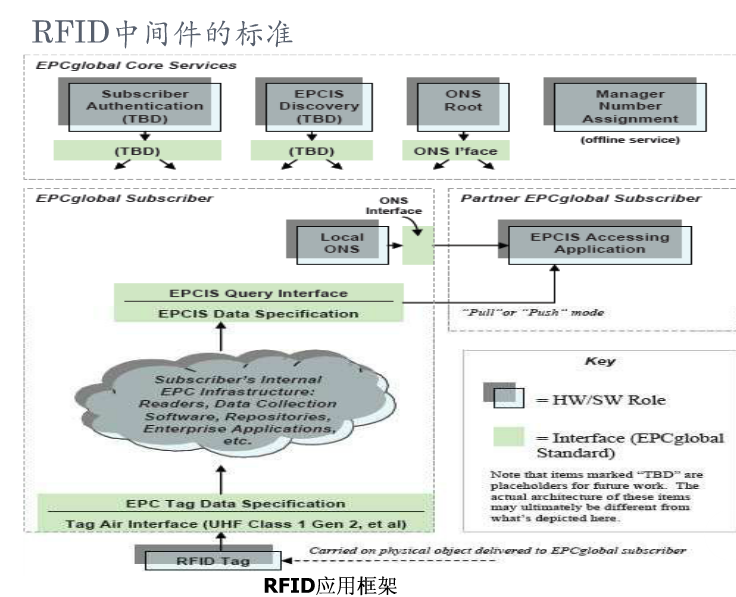 RFID中间件的标准
EPCglobal Core Services
Subscriber
Authentication
(TBD)
(TBD)
EPCIS
Discovery
(TBD)
(TBD)
ONS
Root
ONS I'face
Manager
Number
Assignment
(offline service)
EPCglobal Subscriber
ONS
Interface
Local
ONS
Partner EPCglobal Subscriber
EPCIS Accessing
Application
EPCIS Query Interface
EPCIS Data Specification
"Pull"or "Push" mode
Subscriber's Internal
EPC Infrastructure:
Readers, Data Collection
Software, Repositories,
Enterprise Applications,
etc.
Key
= HW/SW Role
= Interface (EPCglobal
Standard)
Note that items marked "TBD" are
placeholders for future work. The
actual architecture of these items
may ultimately be different from
what's depicted here.
EPC Tag Data Specification
Tag Air Interface (UHF Class 1 Gen 2, et al)
RFID Tag
Carried on physical object delivered to EPCglobal subscriber
RFID应用框架